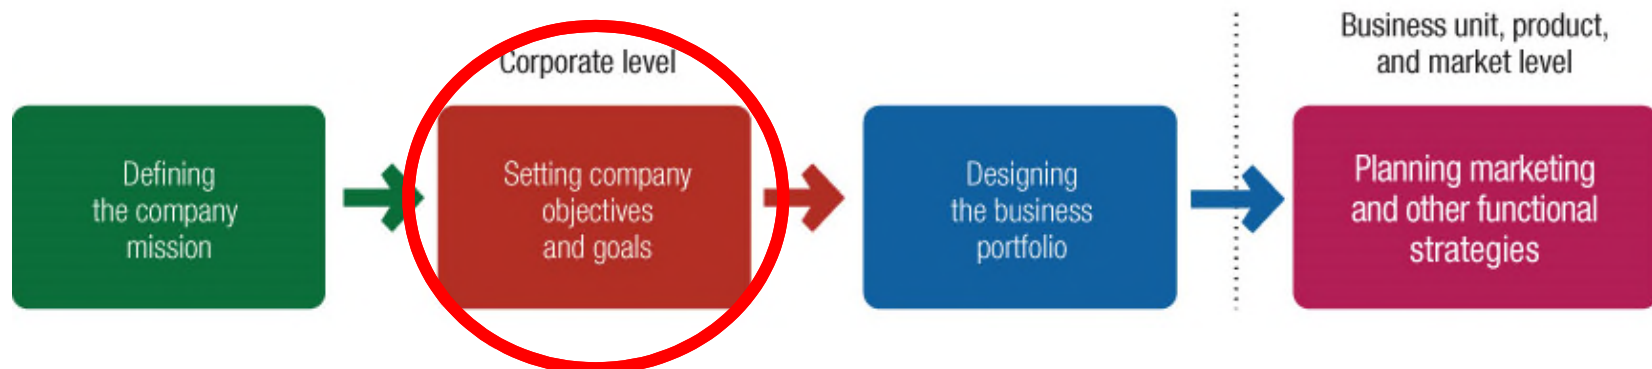 Corporate level
Business unit, product,
and market level
Defining
the company
mission
Setting company
objectives
and goals
Designing
the business
portfolio
Planning marketing
and other functional
strategies